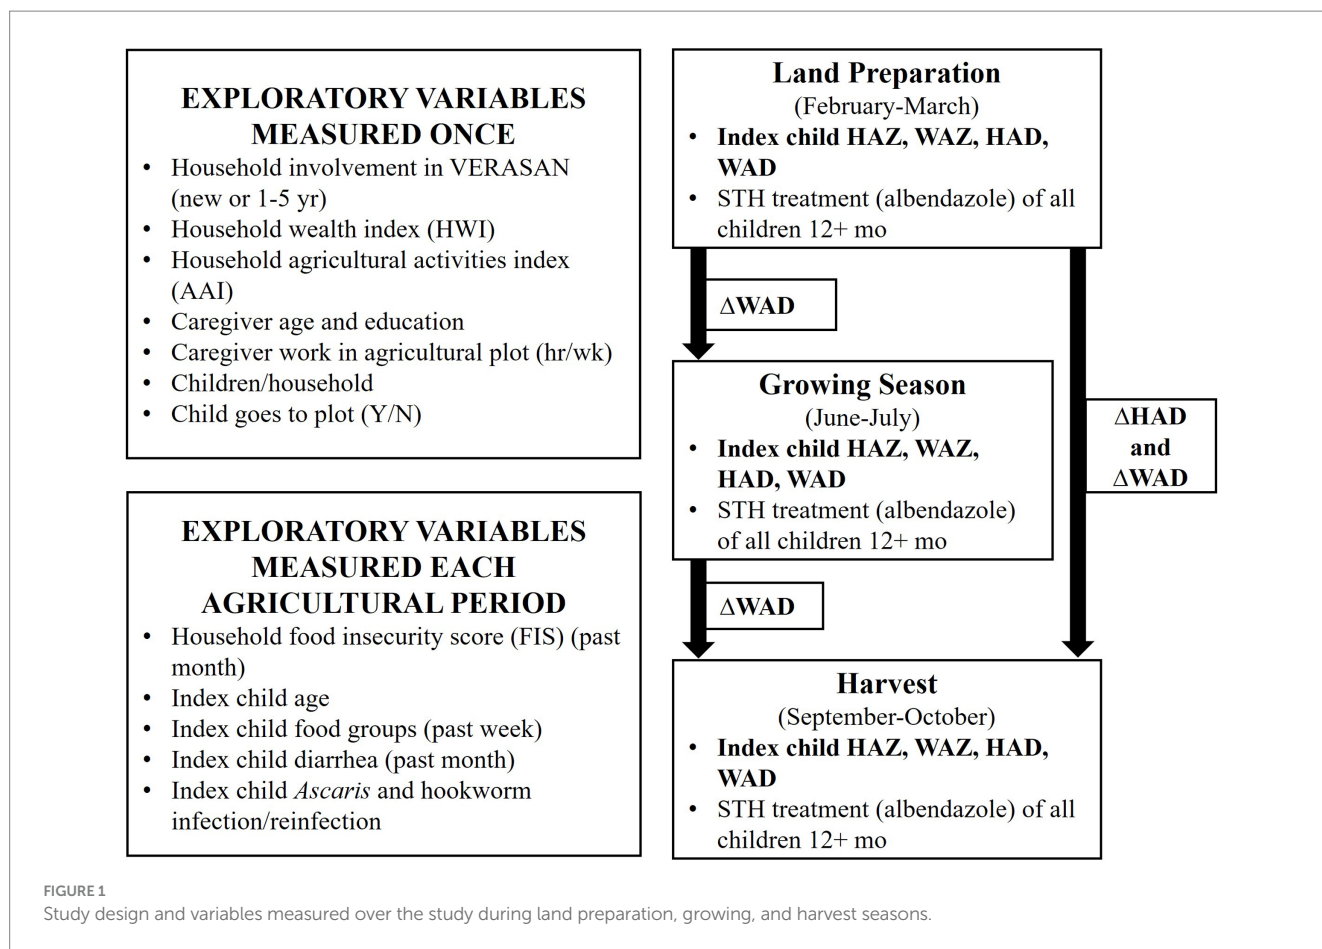 EXPLORATORY VARIABLES
MEASURED ONCE
• Household involvement in VERASAN
(new or 1-5 yr)
• Household wealth index (HWI)
• Household agricultural activities index
(AAI)
• Caregiver age and education
• Caregiver work in agricultural plot (hr/wk)
• Children/household
• Child goes to plot (Y/N)
EXPLORATORY VARIABLES
MEASURED EACH
AGRICULTURAL PERIOD
• Household food insecurity score (FIS) (past
month)
• Index child age
• Index child food groups (past week)
• Index child diarrhea (past month)
• Index child Ascaris and hookworm
infection/reinfection
Land Preparation
(February-March)
• Index child HAZ, WAZ, HAD,
WAD
• STH treatment (albendazole) of all
children 12+ mo
ΔWAD
Growing Season
(June-July)
• Index child HAZ, WAZ,
HAD, WAD
• STH treatment (albendazole)
of all children 12+ mo
ΔHAD
and
ΔWAD
ΔWAD
Harvest
(September-October)
• Index child HAZ, WAZ, HAD,
WAD
• STH treatment (albendazole) of all
children 12+ mo
FIGURE 1
Study design and variables measured over the study during land preparation, growing, and harvest seasons.